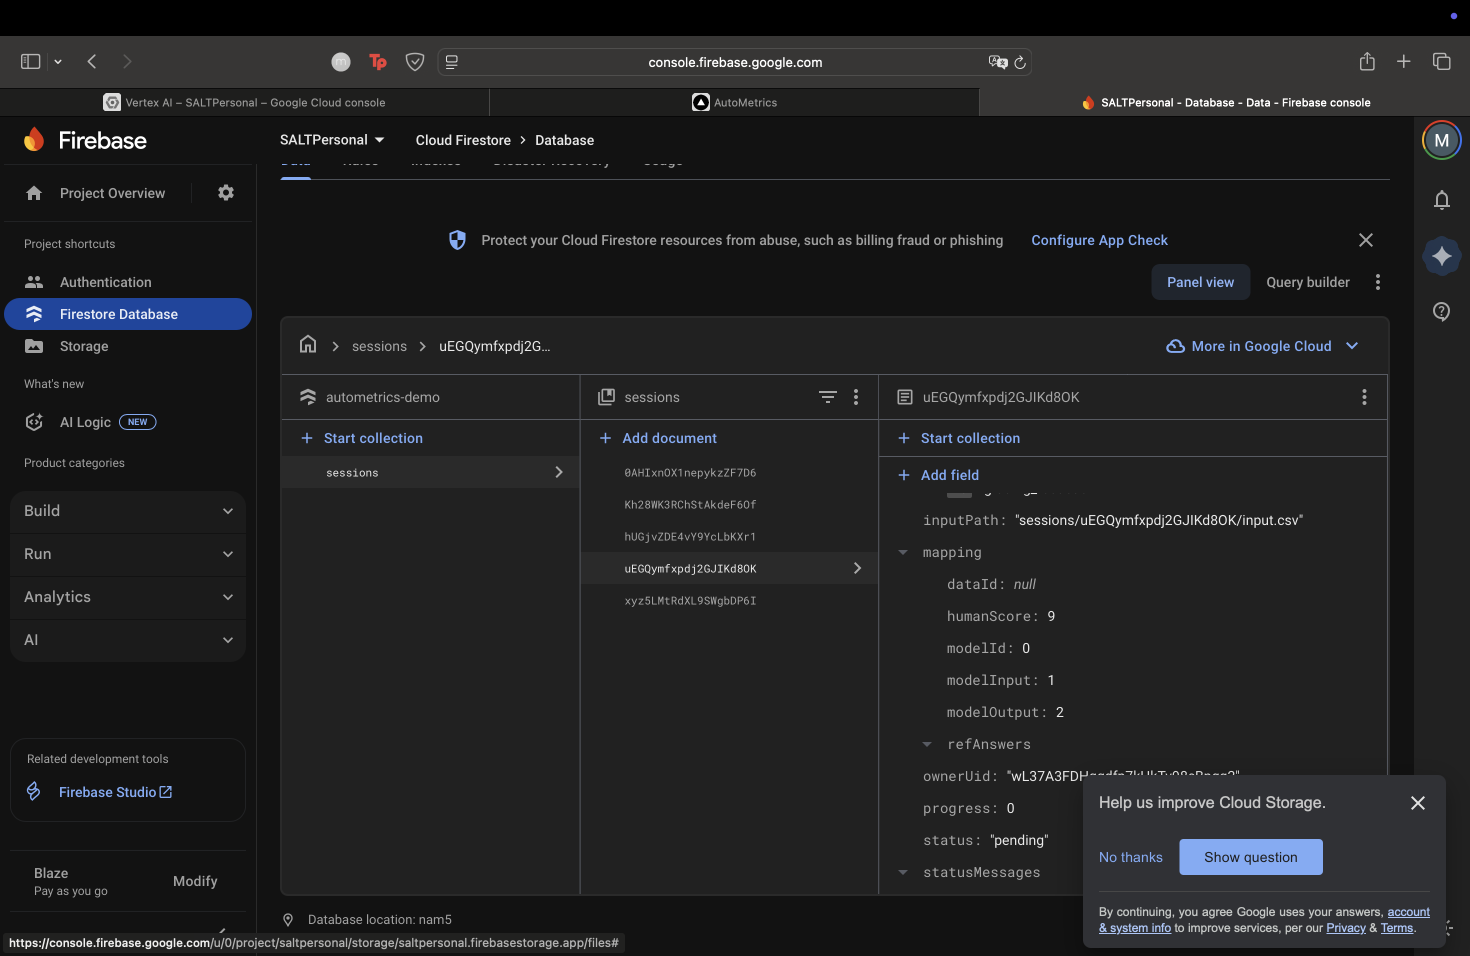 console.firebase.google.com
Vertex AI – SALTPersonal – Google Cloud console
AutoMetrics
SALTPersonal - Database - Data - Firebase console
Firebase
SALTPersonal
Cloud Firestore > Database
M
Project Overview
Project shortcuts
Authentication
Firestore Database
Storage
What's new
AI Logic NEW
Product categories
Build
Run
Analytics
AI
Related development tools
Firebase Studio
Blaze
Pay as you go
Modify
Protect your Cloud Firestore resources from abuse, such as billing fraud or phishing
Configure App Check
Panel view
Query builder
sessions > uEGQymfxpdj2G...
More in Google Cloud
autometrics-demo
+ Start collection
sessions
sessions
+ Add document
0AHIxnOX1nepykzZF7D6
Kh28WK3RChStAkdeF6Of
hUGjvZDE4vY9YcLbKXr1
uEGQymfxpdj2GJIKd8OK
xyz5LMtRdXL9SWgbDP6I
uEGQymfxpdj2GJIKd8OK
+ Start collection
+ Add field
inputPath: "sessions/uEGQymfxpdj2GJIKd8OK/input.csv"
mapping
dataId: null
humanScore: 9
modelId: 0
modelInput: 1
modelOutput: 2
refAnswers
ownerUid:
progress: 0
status: "pending"
statusMessages
Database location: nam5
Help us improve Cloud Storage.
No thanks
Show question
By continuing, you agree Google uses your answers, account
& system info to improve services, per our Privacy & Terms.
https://console.firebase.google.com/u/0/project/saltpersonal/storage/saltpersonal.firebasestorage.app/files#